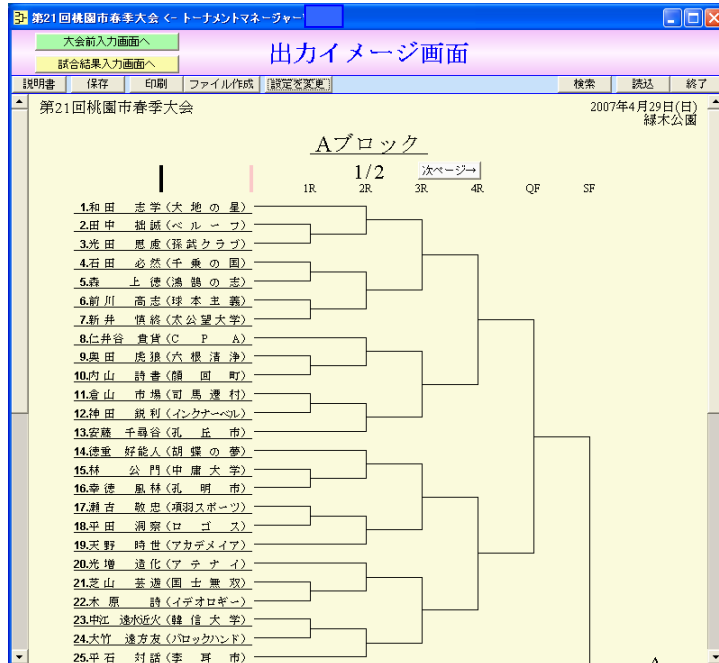 第21回桃園市春季大会 <- トーナメントマネージャー
大会前入力画面へ
試合結果入力画面へ
出力イメージ画面
説明書 保存 印刷 ファイル作成 設定を変更 検索 読込 終了
第21回桃園市春季大会 2007年4月29日(日)
緑木公園
Aブロック
1/2 次ページ→
1R 2R 3R 4R QF SF
1.和田 志学(大地の星)
2.田中 拙誠(ベルーフ)
3.光田 思慮(孫武クラブ)
4.石田 必然(千乗の国)
5.森 上徳(鴻鵠の志)
6.前川 高志(球本主義)
7.新井 慎終(太公望大学)
8.仁井谷 貴貨(CPA)
9.奥田 虎狼(六根清浄)
10.内山 詩書(顔回町)
11.倉山 市場(司馬遷村)
12.神田 鋭利(インクナーベル)
13.安藤 千尋谷(孔丘市)
14.徳重 好能人(胡蝶の夢)
15.林 公門(中庸大学)
16.幸徳 風林(孔明市)
17.瀬古 敬忠(項羽スポーツ)
18.平田 洞察(ロゴス)
19.天野 時世(アカデメイア)
20.光増 造化(アテナイ)
21.芝山 芸遊(国士無双)
22.木原 詩(イデオロギー)
23.中江 遠水近火(韓信大学)
24.大竹 遠方友(バロックハンド)
25.平石 対話(李耳市)
A